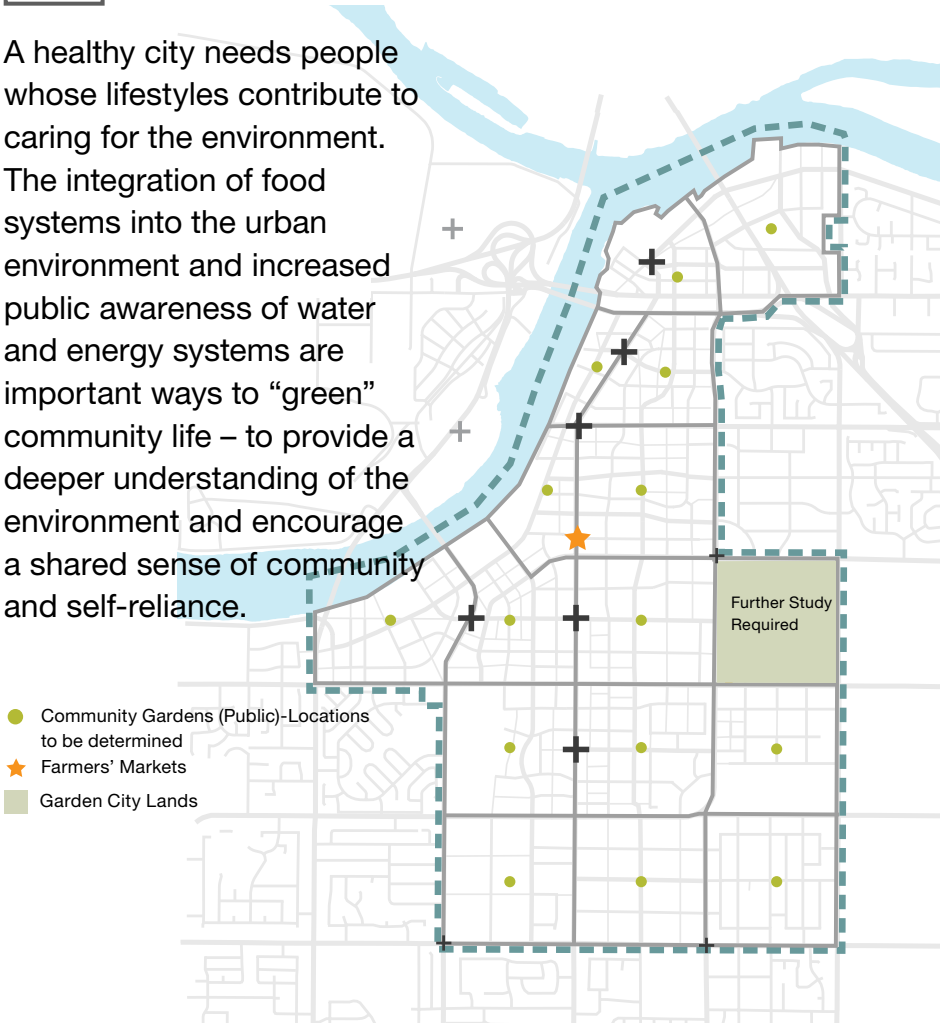 A healthy city needs people
whose lifestyles contribute to
caring for the environment.
The integration of food
systems into the urban
environment and increased
public awareness of water
and energy systems are
important ways to “green”
community life – to provide a
deeper understanding of the
environment and encourage
a shared sense of community
and self-reliance.
Further Study
Required
Community Gardens (Public)-Locations
to be determined
Farmers’ Markets
Garden City Lands